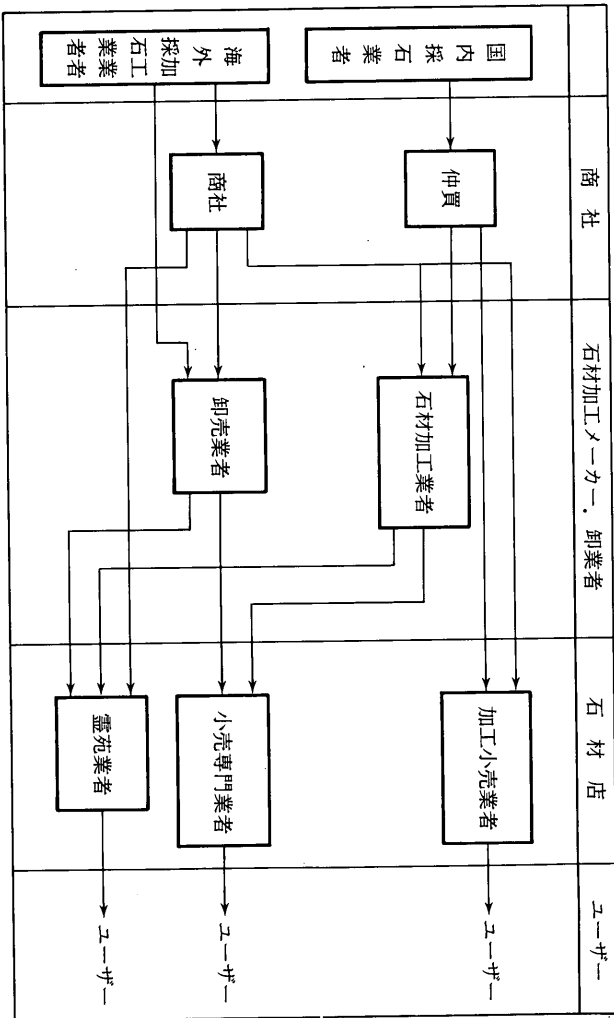 商社
石材加工メーカー，卸業者
石材店
ユーザー
国内採石業者
海外採石業者
加工業者
仲買
商社
石材加工業者
卸売業者
加工小売業者
小売専門業者
霊苑業者
ユーザー
ユーザー
ユーザー